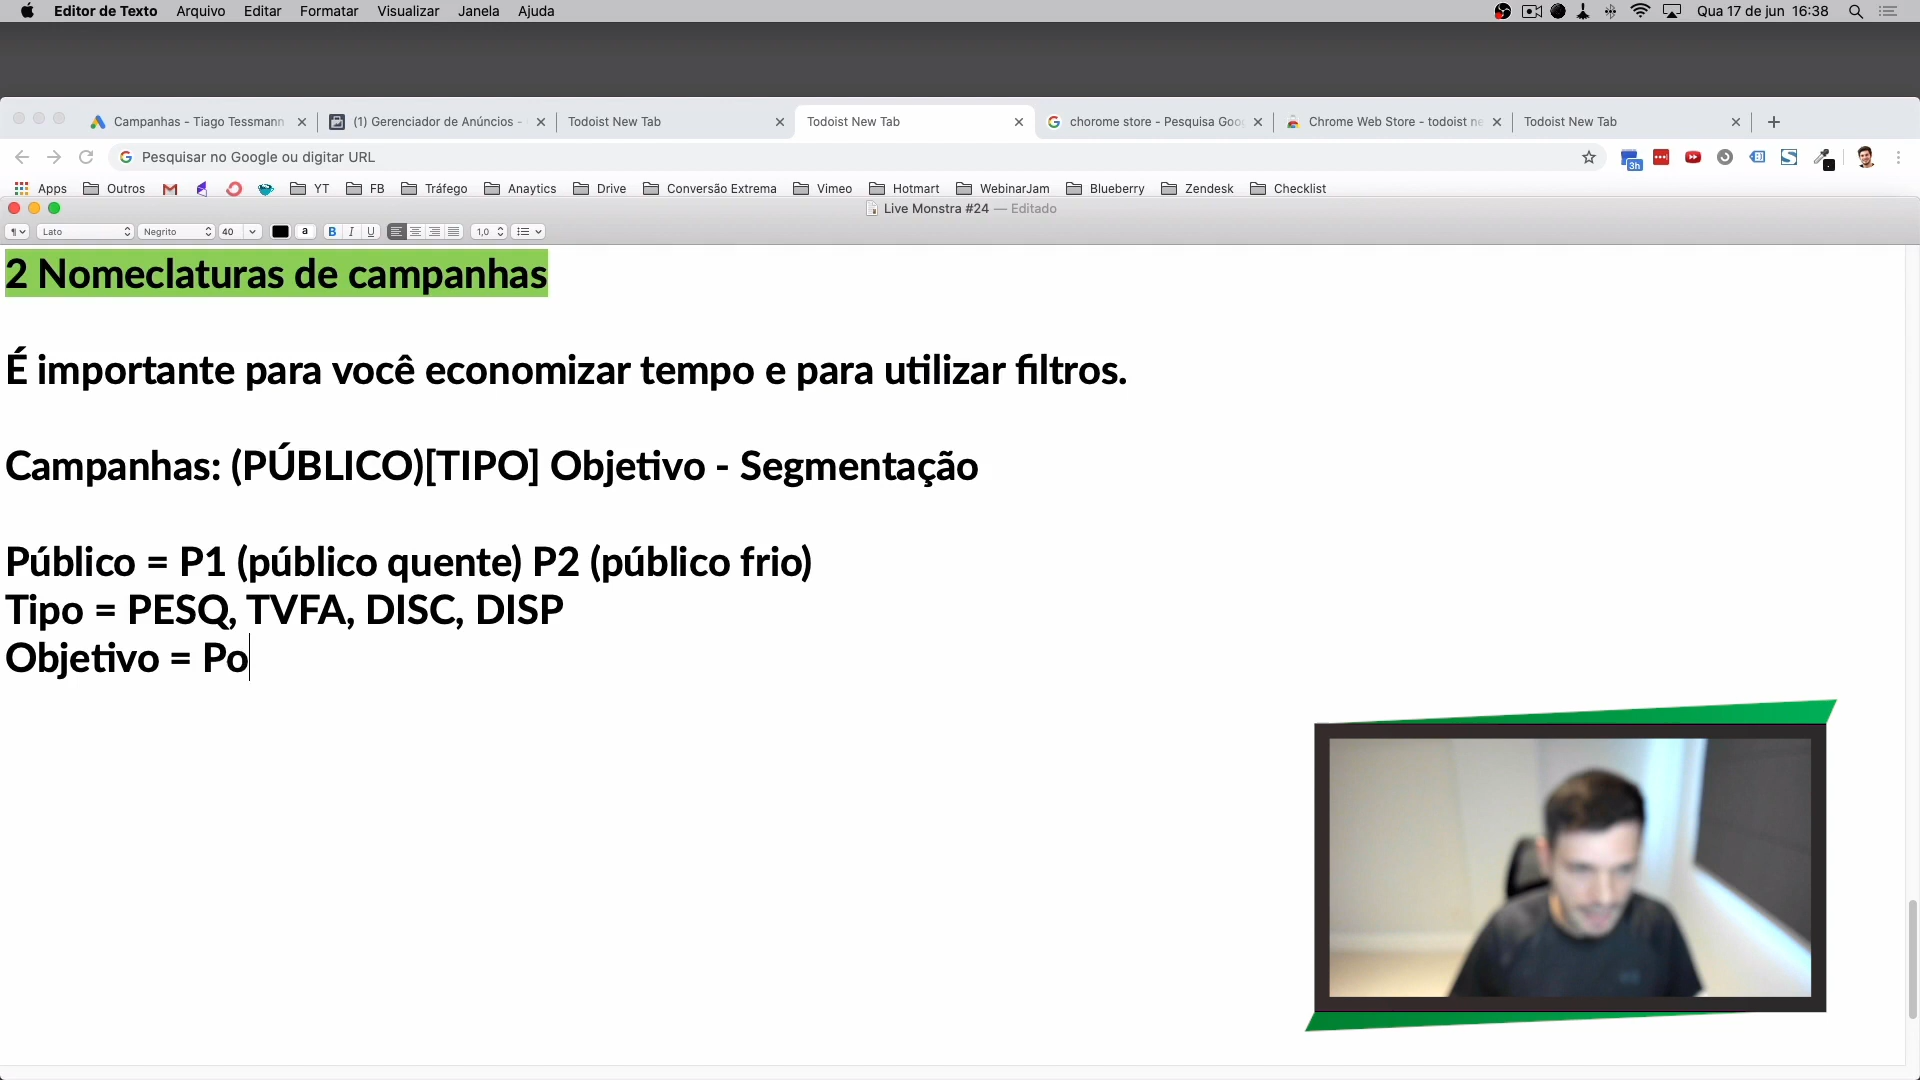 Editor de Texto Arquivo Editar Formatar Visualizar Janela Ajuda Qua 17 de jun 16:38
Campanhas - Tiago Tessmann (1) Gerenciador de Anúncios - Todoist New Tab Todoist New Tab chorome store - Pesquisa Goo Chrome Web Store - todoist ne Todoist New Tab
Pesquisar no Google ou digitar URL 3h
Apps Outros YT FB Tráfego Anaytics Drive Conversão Extrema Vimeo Hotmart WebinarJam Blueberry Zendesk Checklist
Live Monstra #24 — Editado
¶ Lato Negrito 40 a B I U 1,0
2 Nomeclaturas de campanhas
É importante para você economizar tempo e para utilizar filtros.
Campanhas: (PÚBLICO)[TIPO] Objetivo - Segmentação
Público = P1 (público quente) P2 (público frio)
Tipo = PESQ, TVFA, DISC, DISP
Objetivo = Po